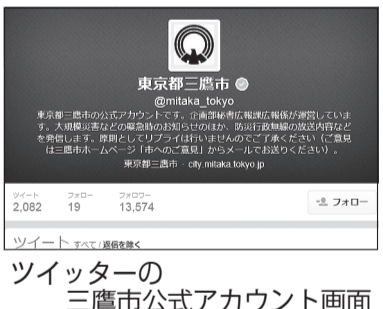 東京都三鷹市
@mitaka_tokyo
東京都三鷹市の公式アカウントです。企画部秘書広報課広報係が運営していま
す。大規模災害などの緊急時のお知らせのほか、防災行政無線の放送内容など
を発信します。原則としてリプライは行いませんのでご了承ください（ご意見
は三鷹市ホームページ「市へのご意見」からメールでお送りください）。
東京都三鷹市 · city.mitaka.tokyo.jp
ツイート フォロー フォロワー
2,082 19 13,574
フォロー
ツイート すべて / 返信を除く
ツイッターの
三鷹市公式アカウント画面